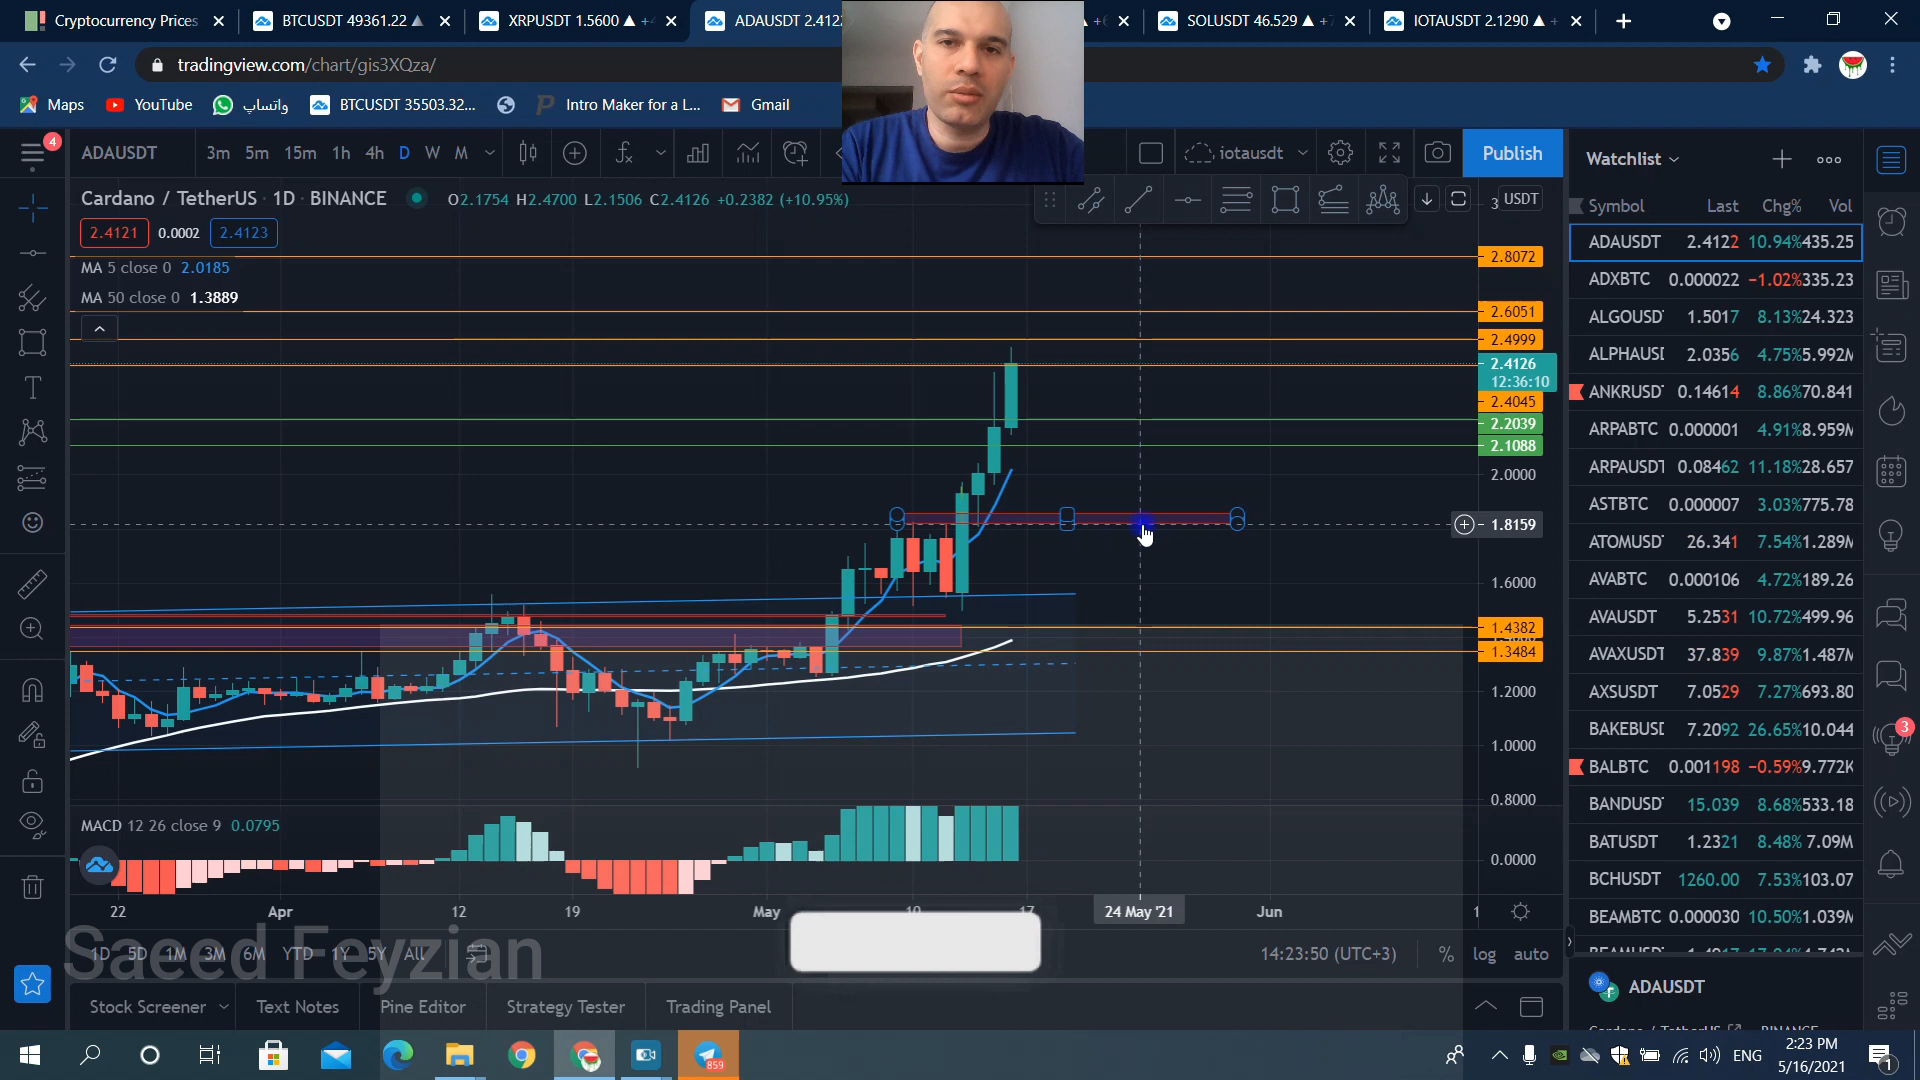 Cryptocurrency Prices
BTCUSDT 49361.22
XRPUSDT 1.5600
ADAUSDT 2.412
SOLUSDT 46.529
IOTAUSDT 2.1290
tradingview.com/chart/gis3XQza/
Maps
YouTube
واتساپ
BTCUSDT 35503.32...
Intro Maker for a L...
Gmail
4
ADAUSDT
3m 5m 15m 1h 4h D W M
iotausdt
Publish
Watchlist
Cardano / TetherUS · 1D · BINANCE
O2.1754 H2.4700 L2.1506 C2.4126 +0.2382 (+10.95%)
USDT
2.4121 0.0002 2.4123
MA 5 close 0 2.0185
MA 50 close 0 1.3889
2.8072
2.6051
2.4999
2.4126
12:36:10
2.4045
2.2039
2.1088
2.0000
1.8159
1.6000
1.4382
1.3484
1.2000
1.0000
0.8000
0.0000
MACD 12 26 close 9 0.0795
22 Apr 12 19 May 10 17 24 May '21 Jun 1
Saeed Feyzian
1D 5D 1M 3M 6M YTD 1Y 5Y All
14:23:50 (UTC+3) % log auto
Stock Screener Text Notes Pine Editor Strategy Tester Trading Panel
Symbol Last Chg% Vol
ADAUSDT 2.4122 10.94% 435.25
ADXBTC 0.000022 −1.02% 335.23
ALGOUSD 1.5017 8.13% 24.323
ALPHAUSI 2.0356 4.75% 5.992M
ANKRUSD 0.14614 8.86% 70.841
ARPABTC 0.000001 4.91% 8.959M
ARPAUSDT 0.08462 11.18% 28.657
ASTBTC 0.000007 3.03% 775.78
ATOMUSD 26.341 7.54% 1.289M
AVABTC 0.000106 4.72% 189.26
AVAUSDT 5.2531 10.72% 499.96
AVAXUSDT 37.839 9.87% 1.487M
AXSUSDT 7.0529 7.27% 693.80
BAKEBUSD 7.2092 26.65% 10.044
BALBTC 0.001198 −0.59% 9.772K
BANDUSD 15.039 8.68% 533.18
BATUSDT 1.2321 8.48% 7.09M
BCHUSDT 1260.00 7.53% 103.07
BEAMBTC 0.000030 10.50% 1.039M
ADAUSDT
3
859
ENG
2:23 PM
5/16/2021
1